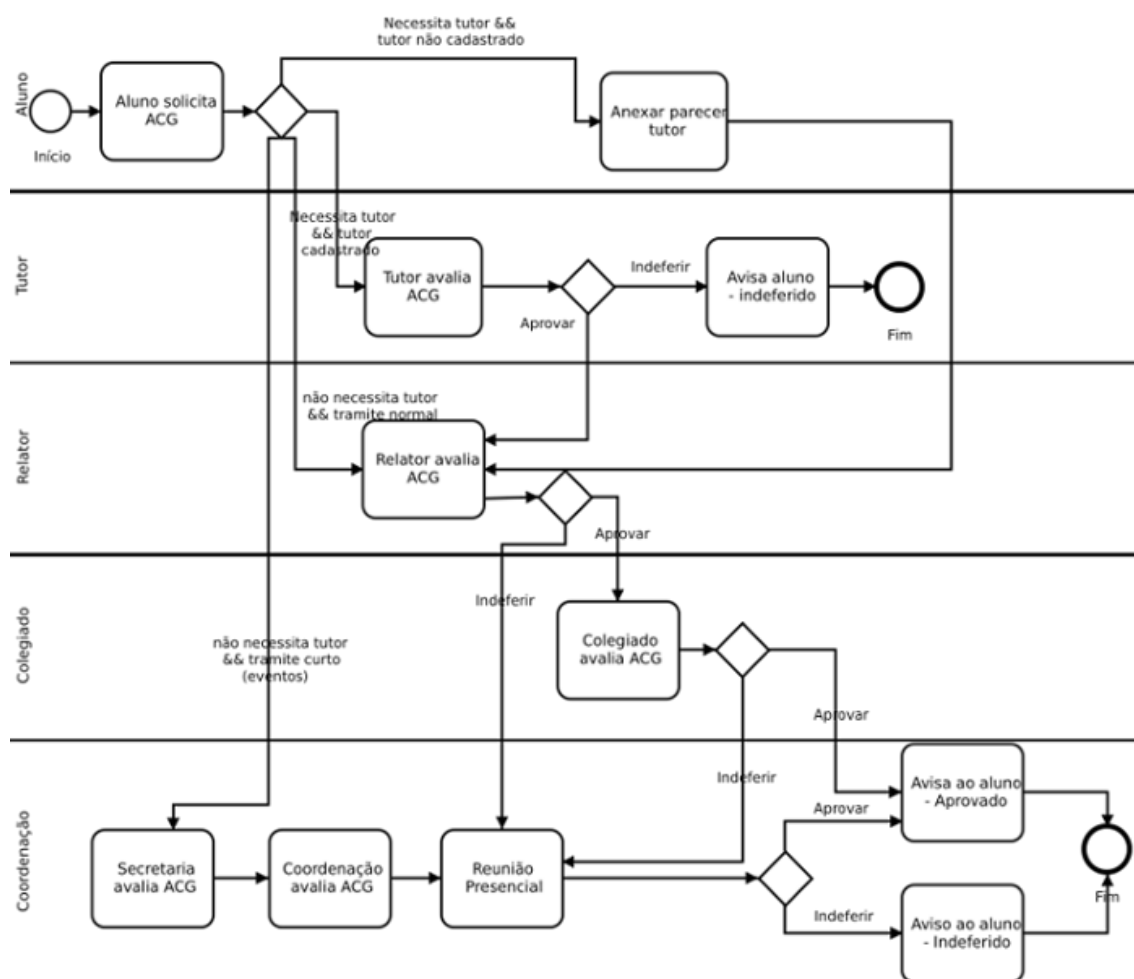 Necessita tutor &&
tutor não cadastrado
Aluno
Início
Aluno solicita
ACG
Anexar parecer
tutor
Tutor
Necessita tutor
&& tutor
cadastrado
Tutor avalia
ACG
Aprovar
Indeferir
Avisa aluno
- indeferido
Fim
Relator
não necessita tutor
&& tramite normal
Relator avalia
ACG
Aprovar
Indeferir
Colegiado
não necessita tutor
&& tramite curto
(eventos)
Colegiado
avalia ACG
Aprovar
Indeferir
Coordenação
Secretaria
avalia ACG
Coordenação
avalia ACG
Reunião
Presencial
Aprovar
Indeferir
Avisa ao aluno
- Aprovado
Aviso ao aluno
- Indeferido
Fim